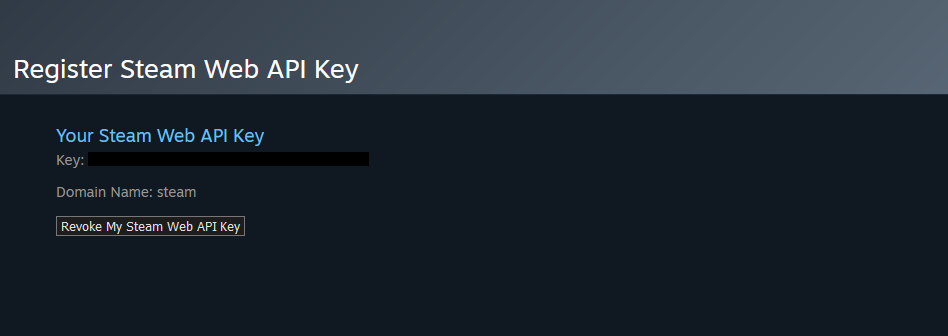 Register Steam Web API Key
Your Steam Web API Key
Key:
Domain Name: steam
Revoke My Steam Web API Key